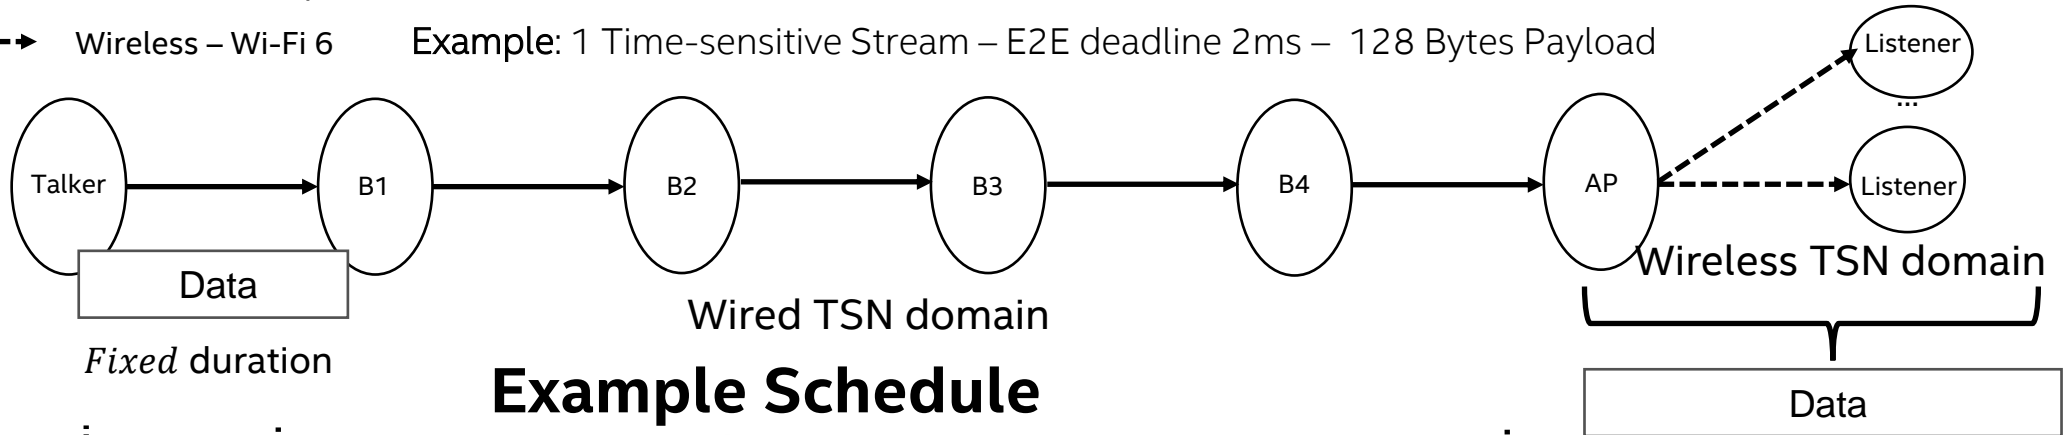 Wireless – Wi-Fi 6
Example: 1 Time-sensitive Stream – E2E deadline 2ms – 128 Bytes Payload
Listener
...
Talker
B1
B2
B3
B4
AP
Listener
Wireless TSN domain
Data
Wired TSN domain
Fixed duration
Example Schedule
Data